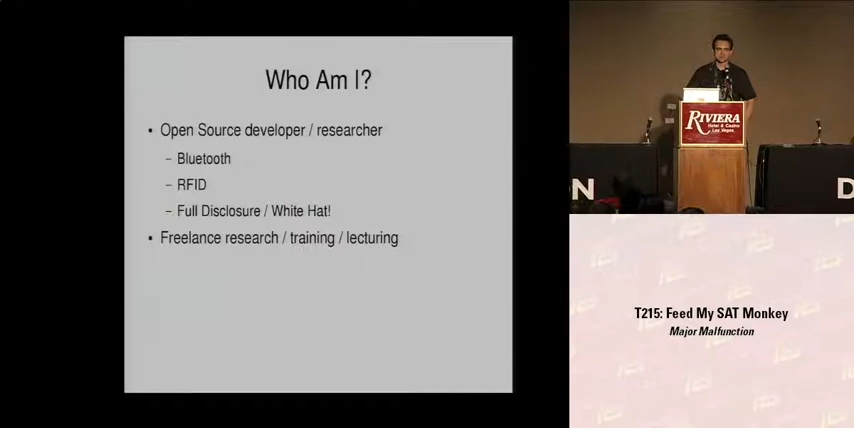 Who Am I?
• Open Source developer / researcher
– Bluetooth
– RFID
– Full Disclosure / White Hat!
• Freelance research / training / lecturing
RIVIERA
Hotel & Casino
Las Vegas
N
D
T215: Feed My SAT Monkey
Major Malfunction